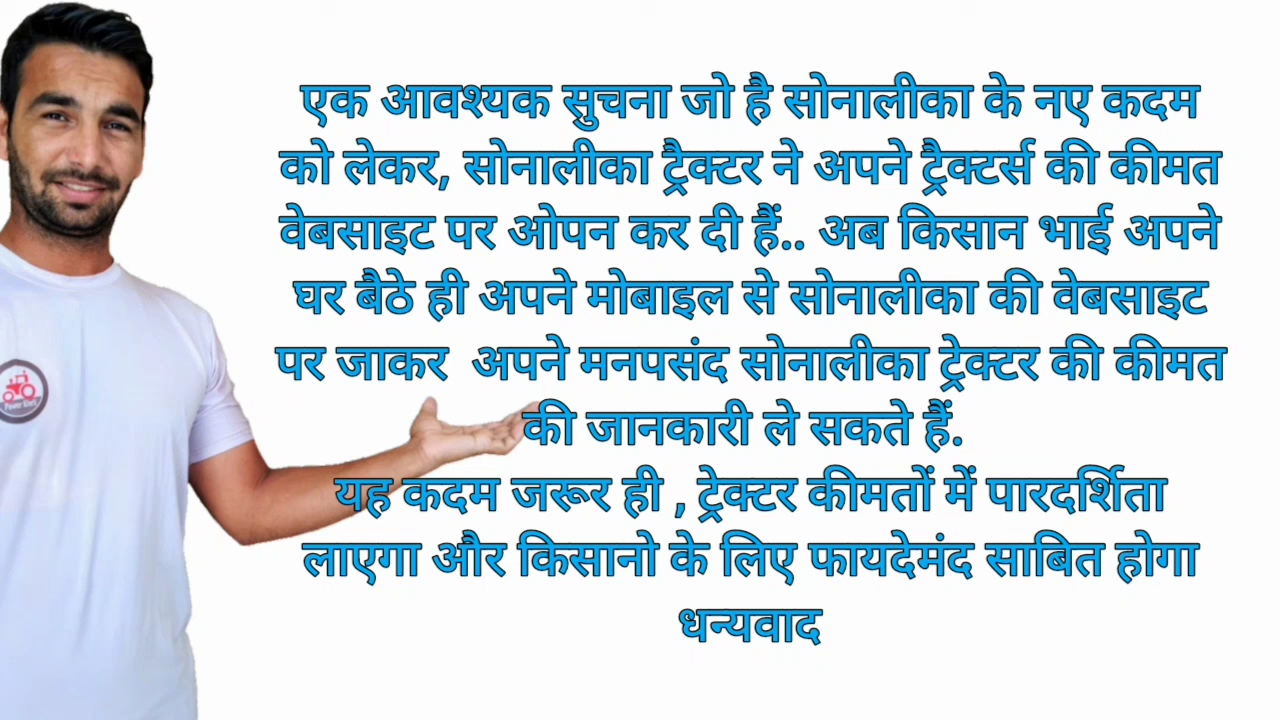 एक आवश्यक सुचना जो है सोनालीका के नए कदम
को लेकर, सोनालीका ट्रैक्टर ने अपने ट्रैक्टर्स की कीमत
वेबसाइट पर ओपन कर दी हैं.. अब किसान भाई अपने
घर बैठे ही अपने मोबाइल से सोनालीका की वेबसाइट
पर जाकर  अपने मनपसंद सोनालीका ट्रेक्टर की कीमत
की जानकारी ले सकते हैं.
यह कदम जरूर ही , ट्रेक्टर कीमतों में पारदर्शिता
लाएगा और किसानो के लिए फायदेमंद साबित होगा
धन्यवाद